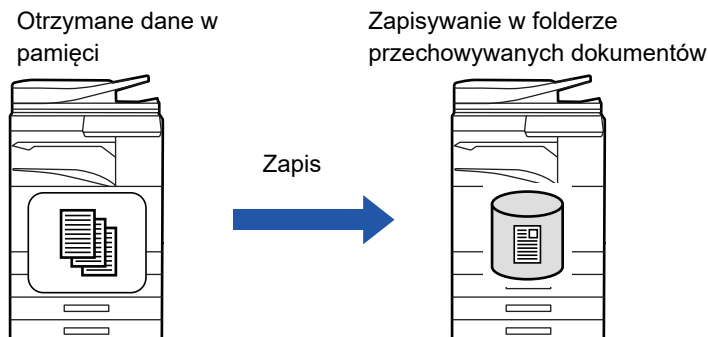 Otrzymane dane w
pamięci
Zapisywanie w folderze
przechowywanych dokumentów
Zapis